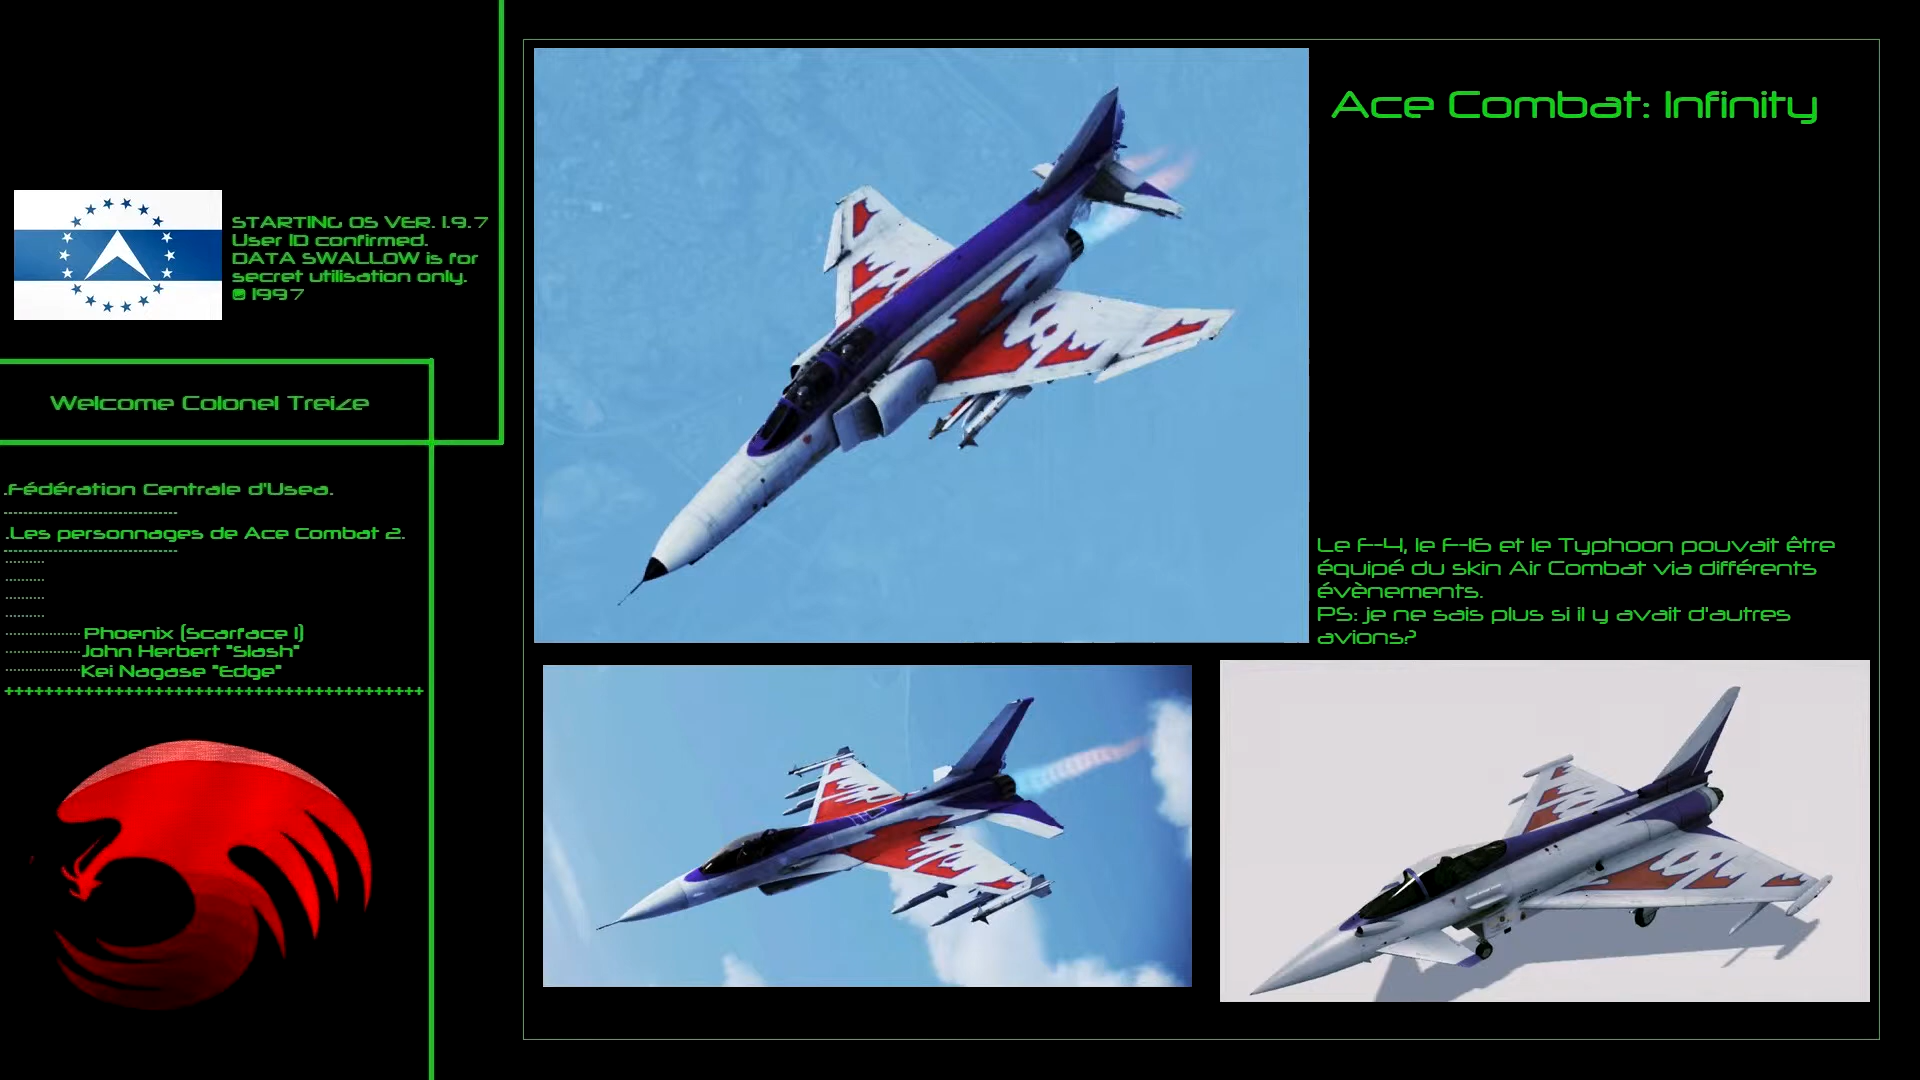 STARTING OS VER. 1.9.7
User ID confirmed.
DATA SWALLOW is for
secret utilisation only.
@ 1997
Welcome Colonel Treize
.Fédération Centrale d'Usea.
.Les personnages de Ace Combat 2.
Phoenix (Scarface 1)
John Herbert "Slash"
Kei Nagase "Edge"
++++++++++++++++++++++++++++++++++++++++++
Ace Combat: Infinity
Le F-4, le F-16 et le Typhoon pouvait être
équipé du skin Air Combat via différents
évènements.
PS: je ne sais plus si il y avait d'autres
avions?